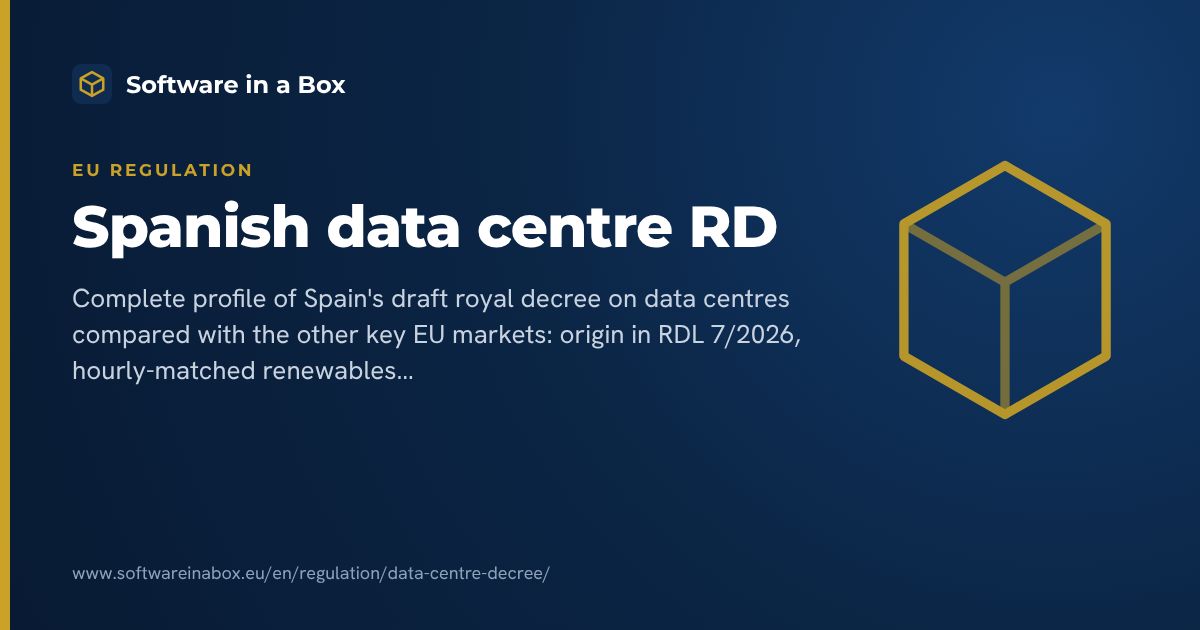 Software in a Box
EU REGULATION
Spanish data centre RD
Complete profile of Spain's draft royal decree on data centres
compared with the other key EU markets: origin in RDL 7/2026,
hourly-matched renewables...
www.softwareinabox.eu/en/regulation/data-centre-decree/